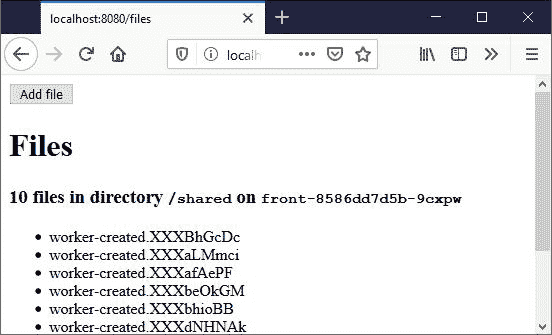 localhost:8080/files
local
Add file
Files
10 files in directory /shared on front-8586dd7d5b-9cxpw
worker-created.XXXBhGcDc
worker-created.XXXaLMmci
worker-created.XXXafAePF
worker-created.XXXbeOkGM
worker-created.XXXbhioBB
worker-created.XXXdNHNAk